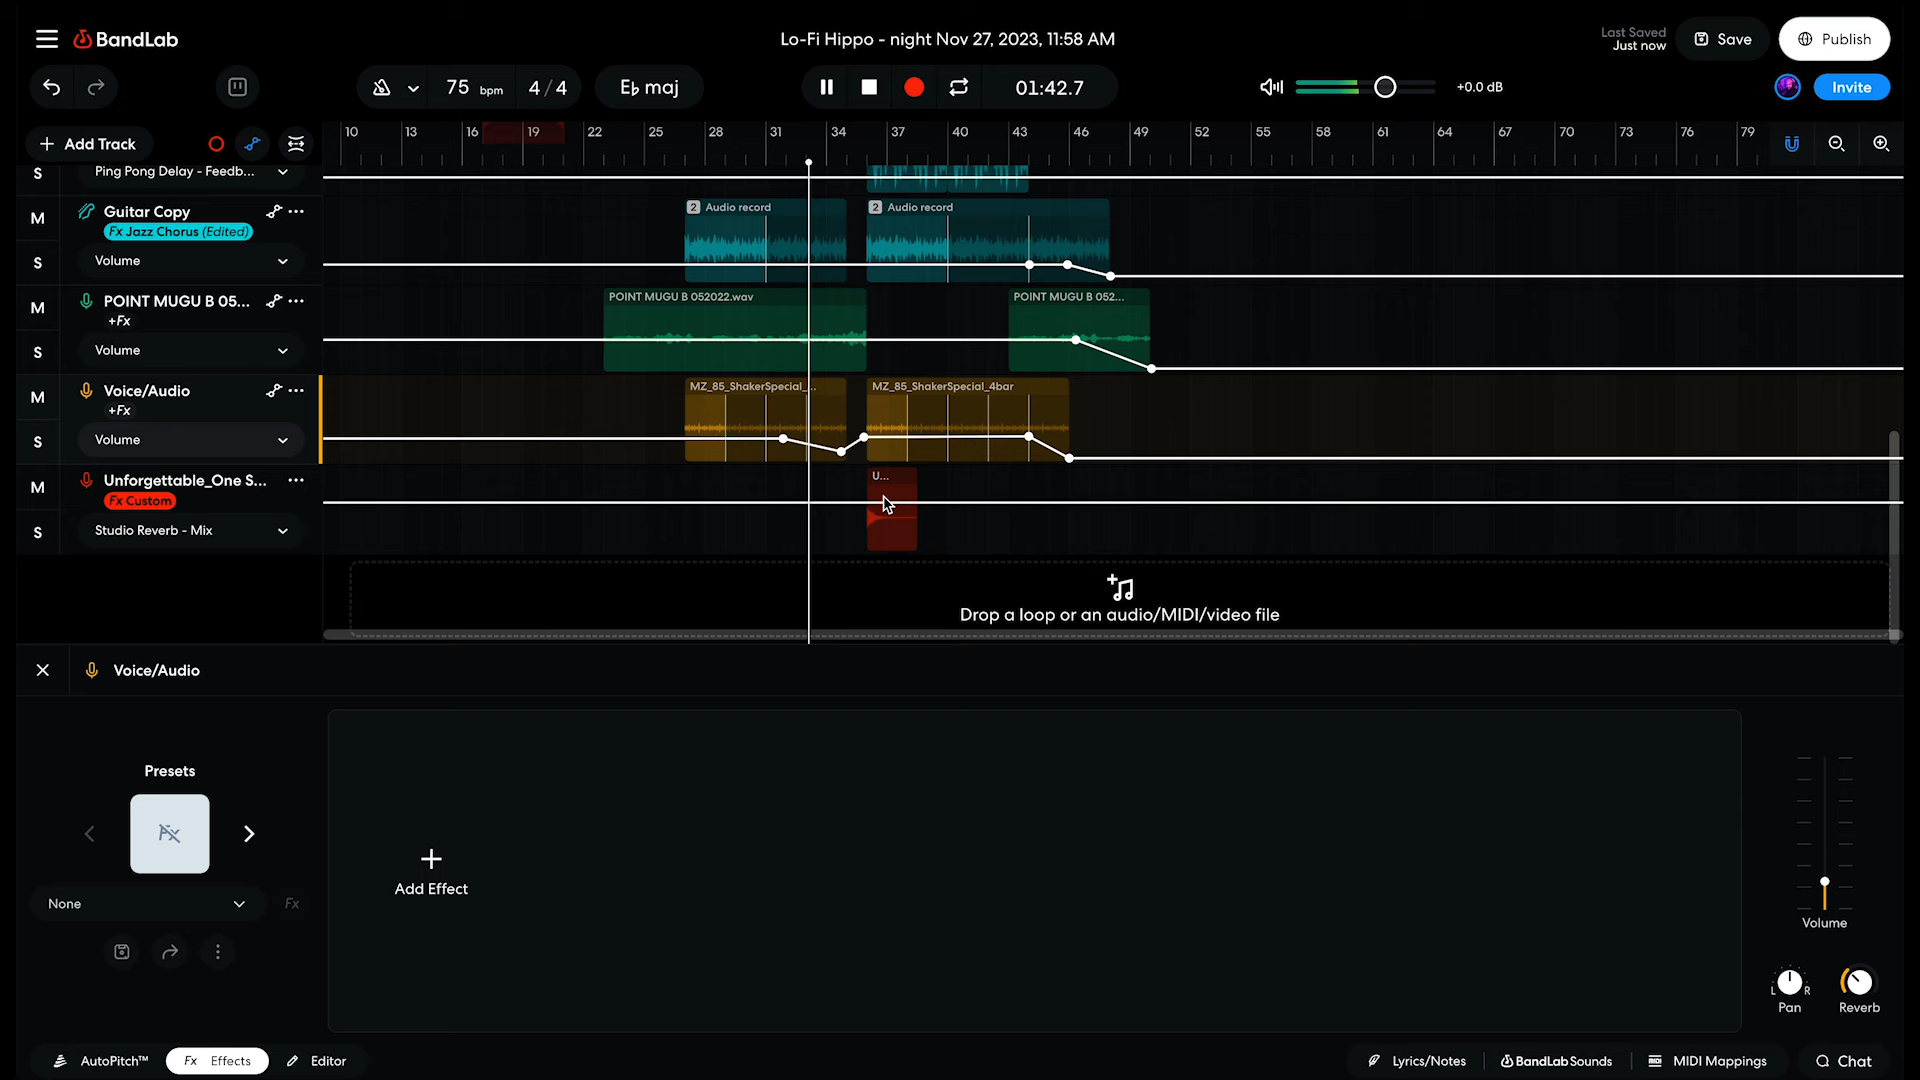 BandLab
Lo-Fi Hippo - night Nov 27, 2023, 11:58 AM
Last Saved
Just now
Save
Publish
75 bpm
4/4
E♭ maj
01:42.7
+0.0 dB
Invite
Add Track
10 13 16 19 22 25 28 31 34 37 40 43 46 49 52 55 58 61 64 67 70 73 76 79
S
Ping Pong Delay - Feedb...
M
Guitar Copy
Fx Jazz Chorus (Edited)
S
Volume
2 Audio record
2 Audio record
M
POINT MUGU B 05...
+Fx
S
Volume
POINT MUGU B 052022.wav
POINT MUGU B 052...
M
Voice/Audio
+Fx
S
Volume
MZ_85_ShakerSpecial_...
MZ_85_ShakerSpecial_4bar
M
Unforgettable_One S...
Fx Custom
S
Studio Reverb - Mix
U...
Drop a loop or an audio/MIDI/video file
Voice/Audio
Presets
Fx
None
Fx
Add Effect
Volume
L R
Pan
Reverb
AutoPitch™
Fx Effects
Editor
Lyrics/Notes
BandLab Sounds
MIDI Mappings
Chat